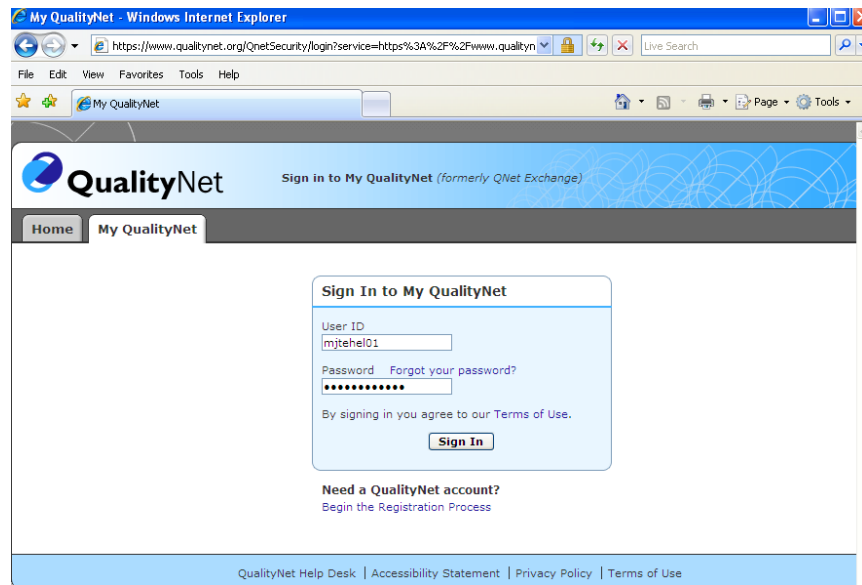 My QualityNet - Windows Internet Explorer
https://www.qualitynet.org/QnetSecurity/login?service=https%3A%2F%2Fwww.qualityn
Live Search
File Edit View Favorites Tools Help
My QualityNet
Page Tools
QualityNet
Sign in to My QualityNet (formerly QNet Exchange)
Home My QualityNet
Sign In to My QualityNet
User ID
mjtehel01
Password Forgot your password?
••••••••••••
By signing in you agree to our Terms of Use.
Sign In
Need a QualityNet account?
Begin the Registration Process
QualityNet Help Desk | Accessibility Statement | Privacy Policy | Terms of Use